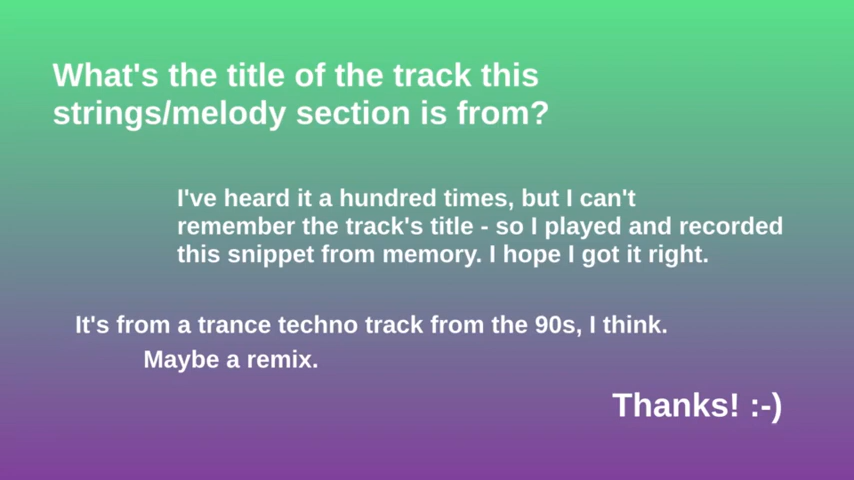 What's the title of the track this
strings/melody section is from?
I've heard it a hundred times, but I can't
remember the track's title - so I played and recorded
this snippet from memory. I hope I got it right.
It's from a trance techno track from the 90s, I think.
Maybe a remix.
Thanks! :-)